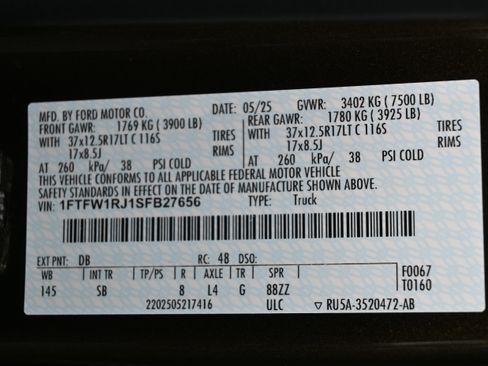 MFD. BY FORD MOTOR CO. DATE: 05/25 GVWR: 3402 KG ( 7500 LB)
FRONT GAWR: 1769 KG ( 3900 LB) REAR GAWR: 1780 KG ( 3925 LB)
WITH 37x12.5R17LT C 116S TIRES WITH 37x12.5R17LT C 116S TIRES
17x8.5J RIMS 17x8.5J RIMS
AT 260 kPa/ 38 PSI COLD AT 260 kPa/ 38 PSI COLD
THIS VEHICLE CONFORMS TO ALL APPLICABLE FEDERAL MOTOR VEHICLE
SAFETY STANDARDS IN EFFECT ON THE DATE OF MANUFACTURE SHOWN ABOVE.
VIN: 1FTFW1RJ1SFB27656 TYPE: Truck
EXT PNT: DB RC: 48 DSO: F0067
WB INT TR TP/PS R AXLE TR SPR T0160
145 SB 8 L4 G 88ZZ
2202505217416 ULC ▼ RU5A-3520472-AB